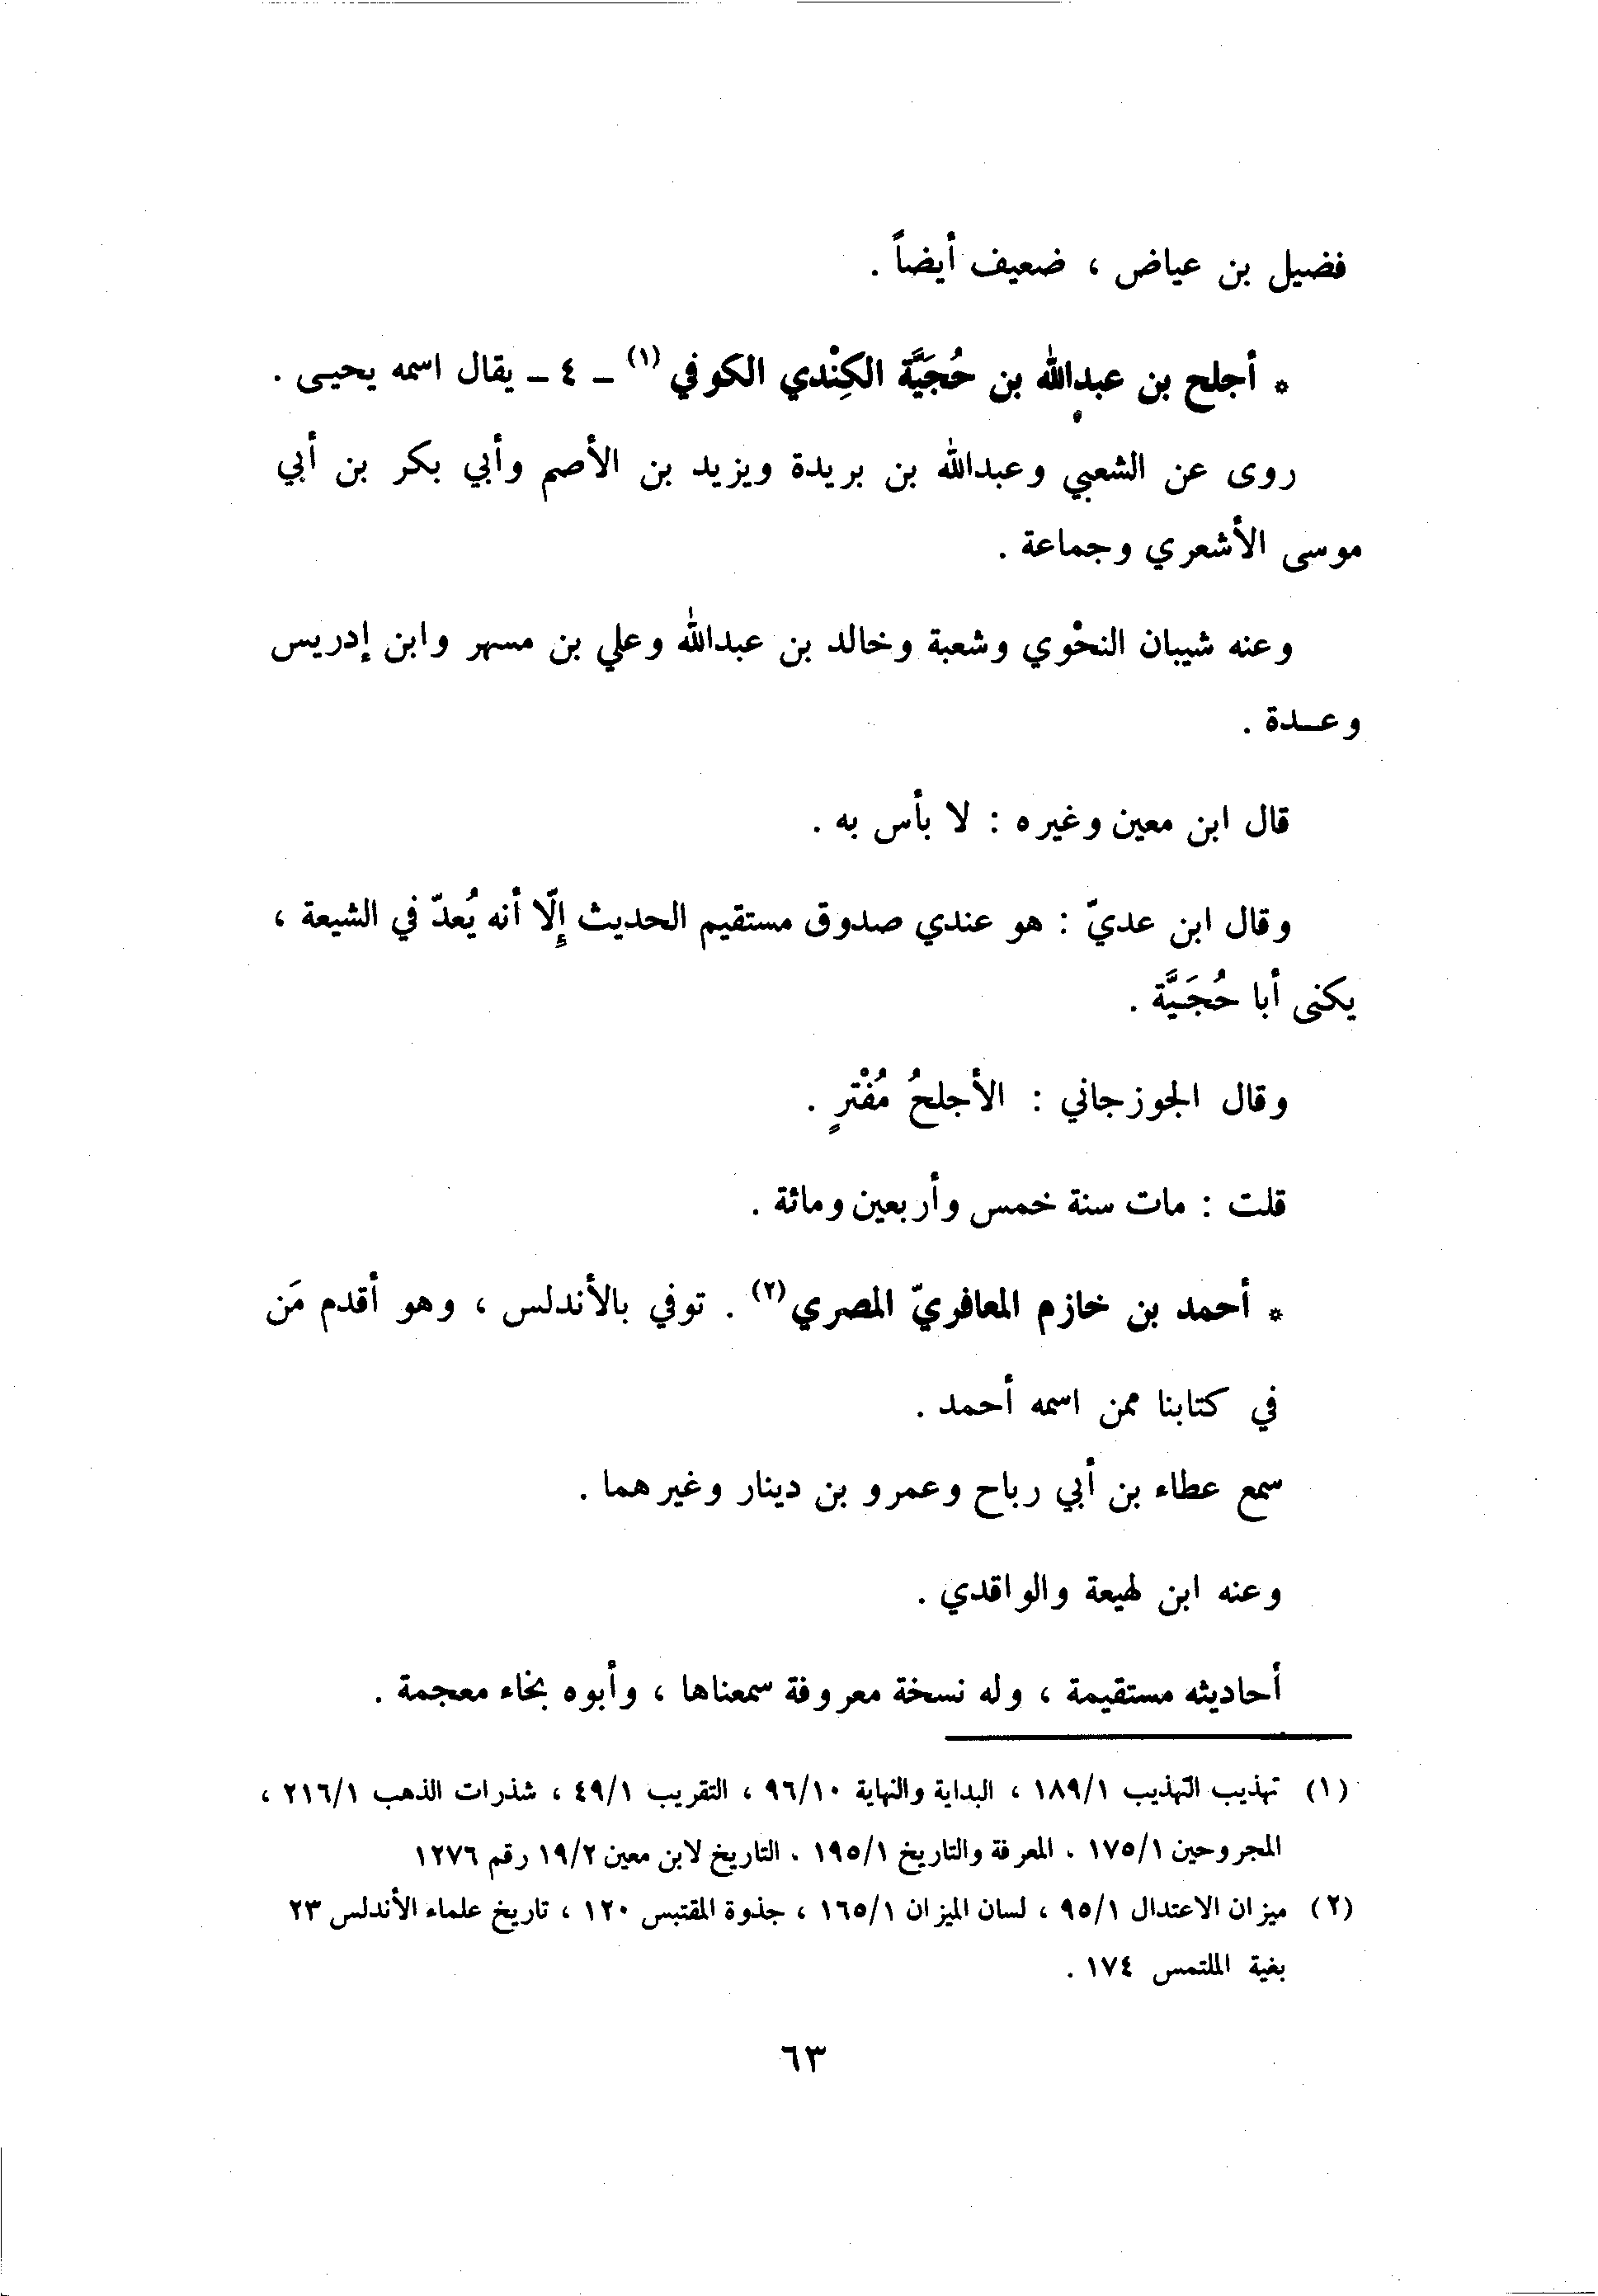 فضيل بن عياض ، ضعيف أيضاً .
* أجلح بن عبدالله بن حُجَيَّة الكِنْدي الكوفي (١) – ٤ – يقال اسمه يحيى .
روى عن الشعبي وعبدالله بن بريدة ويزيد بن الأصم وأبي بكر بن أبي
موسى الأشعري وجماعة .
وعنه شيبان النحْوي وشعبة وخالد بن عبدالله وعلي بن مسهر وابن إدريس
وعـدة .
قال ابن معين وغيره : لا بأس به .
وقال ابن عديّ : هو عندي صدوق مستقيم الحديث إِلّا أنه يُعدّ في الشيعة ،
يكنى أبا حُجَيَّة .
وقال الجوزجاني : الأجلحُ مُفْترٍ .
قلت : مات سنة خمس وأربعين ومائة .
* أحمد بن خازم المعافريّ المصري (٢) . توفي بالأندلس ، وهو أقدم مَن
في كتابنا ممن اسمه أحمد .
سمع عطاء بن أبي رباح وعمرو بن دينار وغيرهما .
وعنه ابن لهيعة والواقدي .
أحاديثه مستقيمة ، وله نسخة معروفة سمعناها ، وأبوه بخاء معجمة .
(١) تهذيب التهذيب ١٨٩/١ ، البداية والنهاية ٩٦/١٠ ، التقريب ٤٩/١ ، شذرات الذهب ٢١٦/١ ،
المجروحين ١٧٥/١ . المعرفة والتاريخ ١٩٥/١ . التاريخ لابن معين ١٩/٢ رقم ١٢٧٦
(٢) ميزان الاعتدال ٩٥/١ ، لسان الميزان ١٦٥/١ ، جذوة المقتبس ١٢٠ ، تاريخ علماء الأندلس ٢٣
بغية الملتمس ١٧٤ .
٦٣